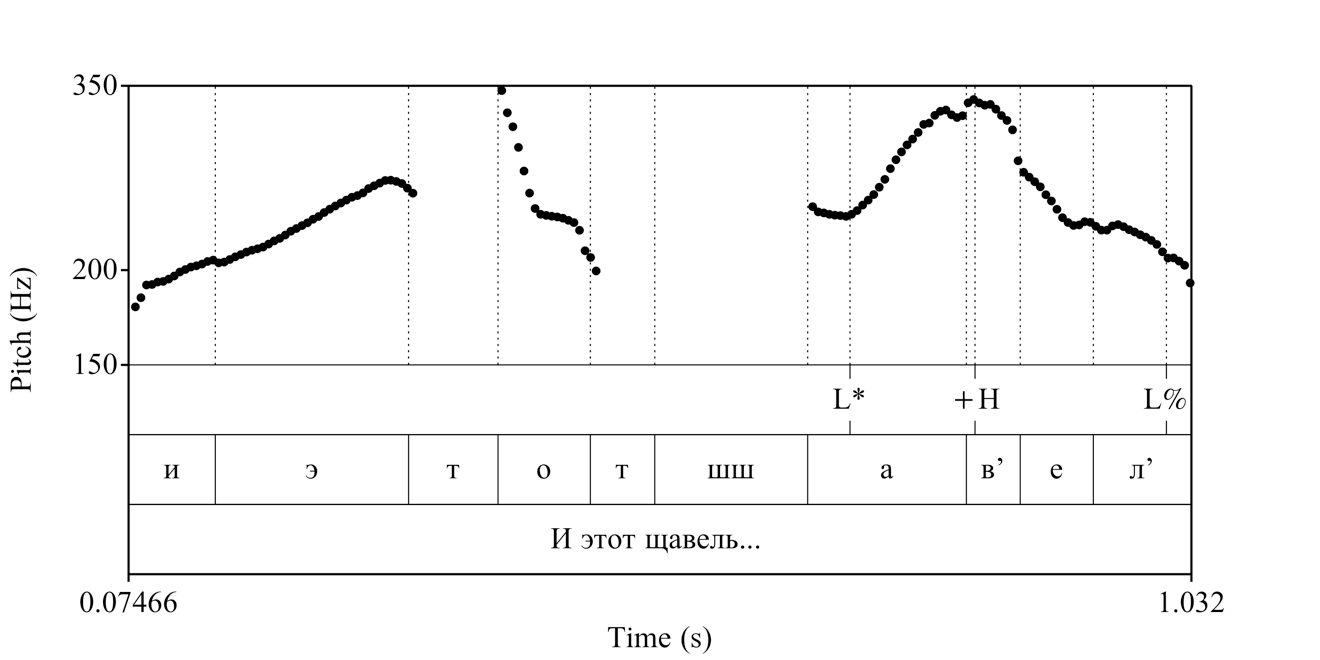 350
200
150
Pitch (Hz)
L* +H L%
и э т о т шш а в’ е л’
И этот щавель...
0.07466 1.032
Time (s)